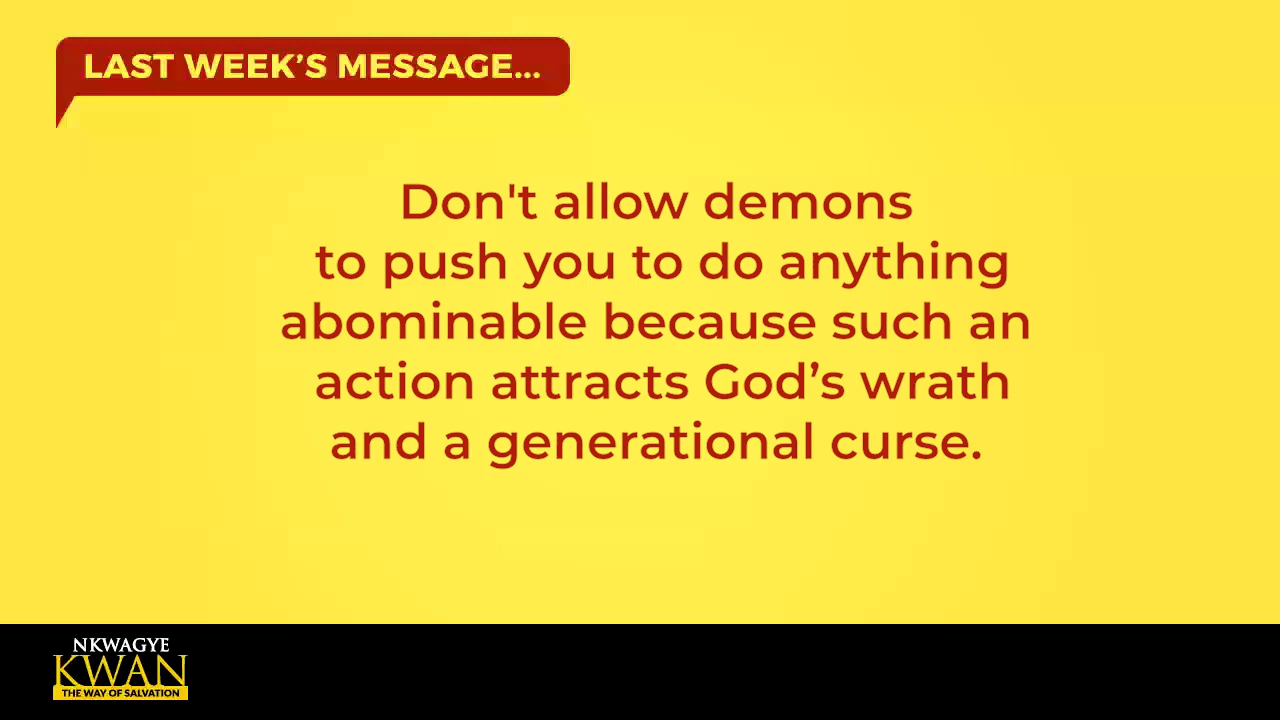 LAST WEEK’S MESSAGE...
Don't allow demons
to push you to do anything
abominable because such an
action attracts God’s wrath
and a generational curse.
NKWAGYE
KWAN
THE WAY OF SALVATION